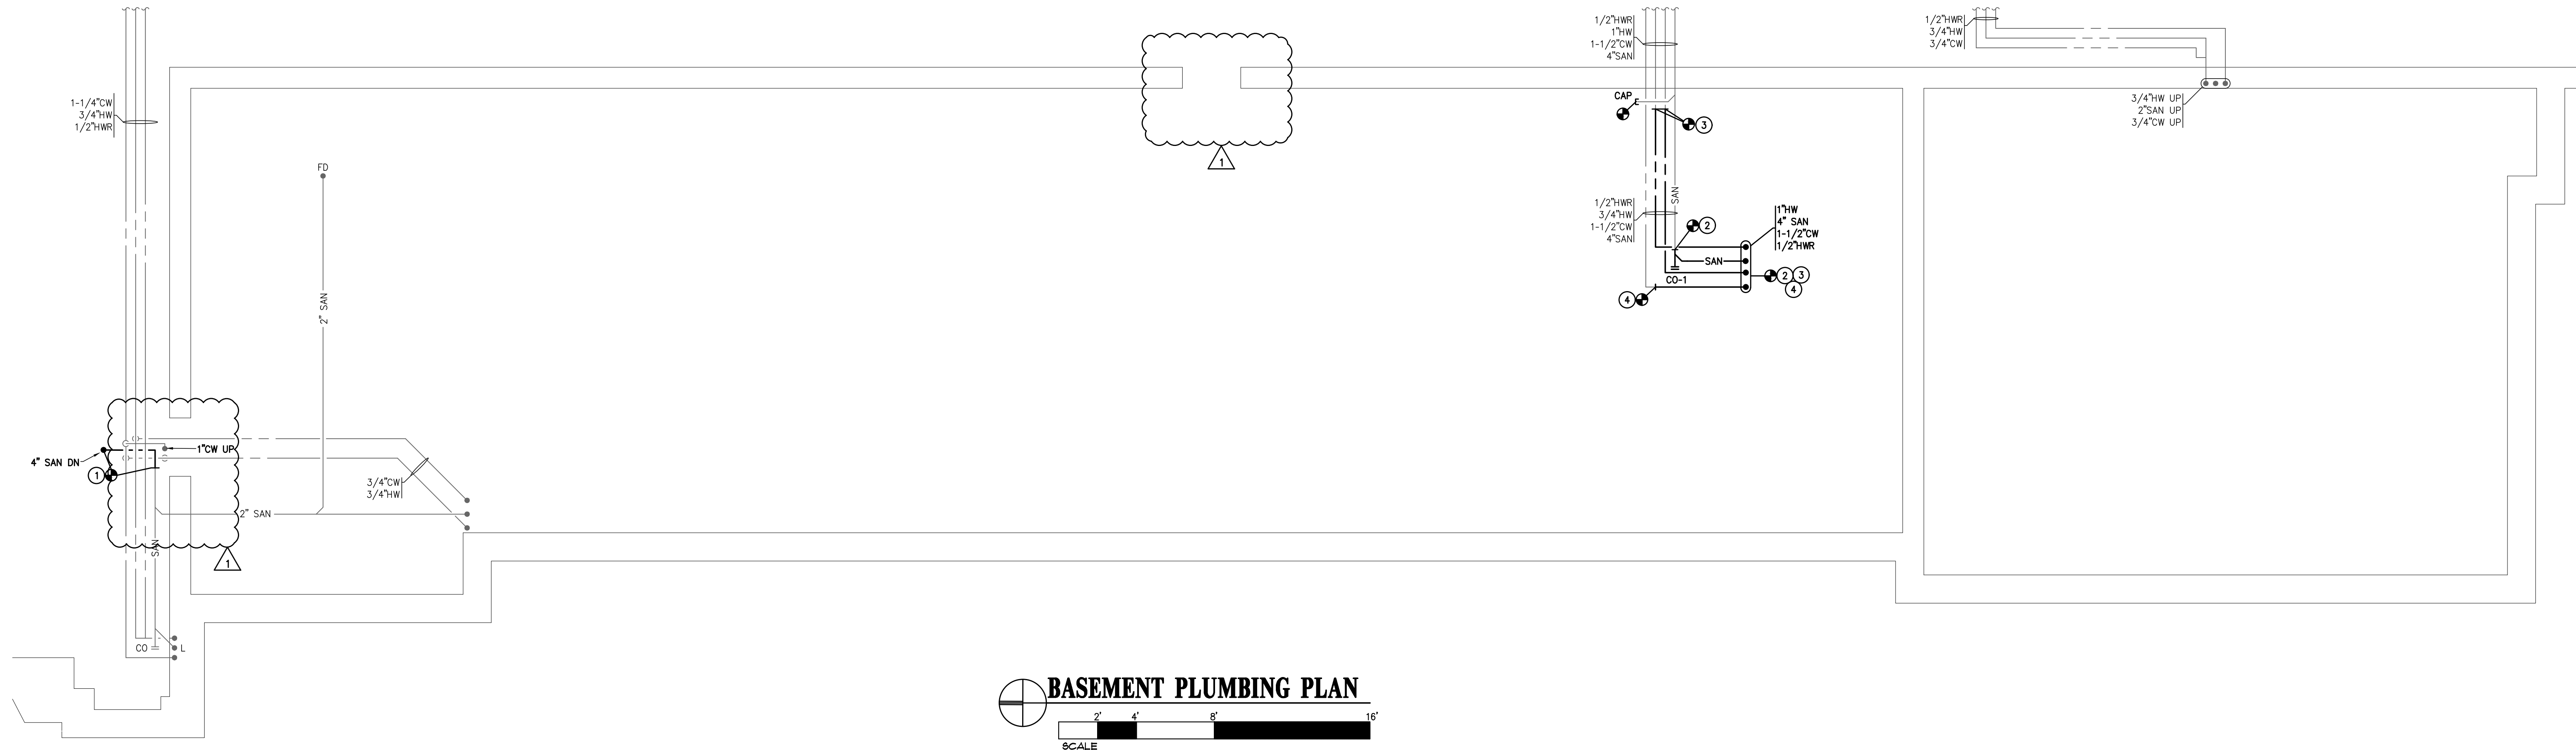 1/2"HWR
1"HW
1-1/2"CW
4"SAN
1/2"HWR
3/4"HW
3/4"CW
1-1/4"CW
3/4"HW
1/2"HWR
CAP
3
3/4"HW UP
2"SAN UP
3/4"CW UP
1
FD
SAN
1/2"HWR
3/4"HW
1-1/2"CW
4"SAN
2
1"HW
4" SAN
1-1/2"CW
1/2"HWR
SAN
2 3
4
CO-1
4
2" SAN
1"CW UP
4" SAN DN
1
3/4"CW
3/4"HW
2" SAN
SAN
1
CO
L
BASEMENT PLUMBING PLAN
2' 4' 8' 16'
SCALE